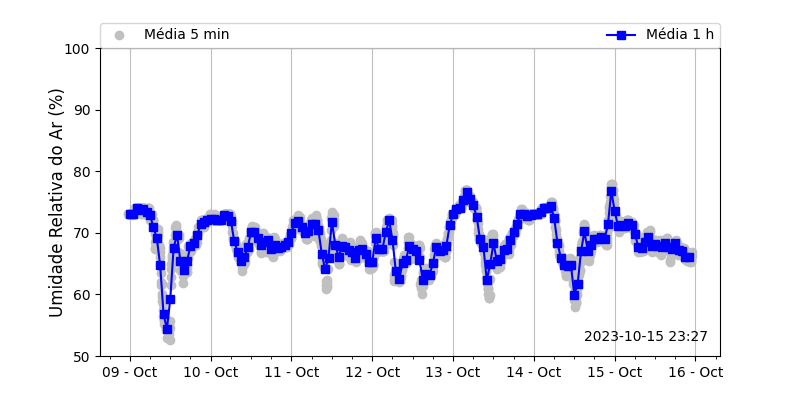 Média 5 min Média 1 h
100
90
80
70
60
50
Umidade Relativa do Ar (%)
2023-10-15 23:27
09 - Oct 10 - Oct 11 - Oct 12 - Oct 13 - Oct 14 - Oct 15 - Oct 16 - Oct